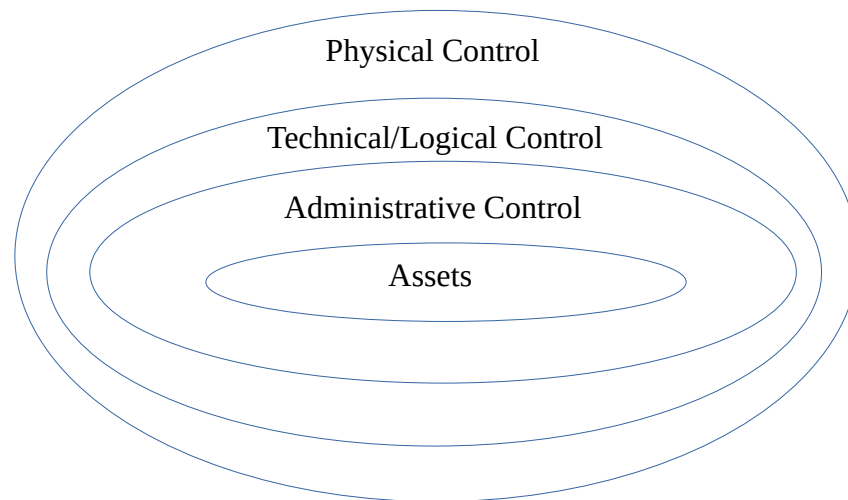 Physical Control
Technical/Logical Control
Administrative Control
Assets